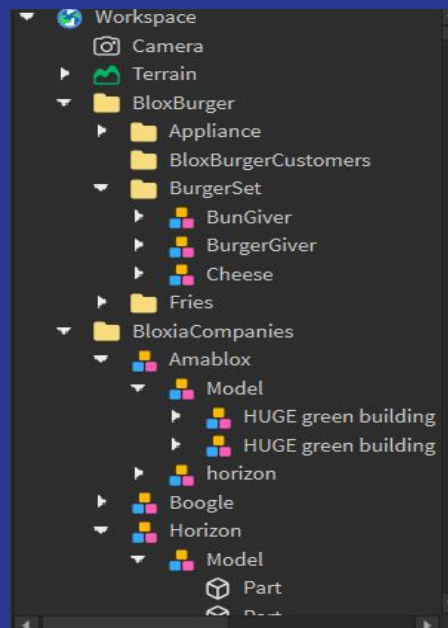 Workspace
Camera
Terrain
BloxBurger
Appliance
BloxBurgerCustomers
BurgerSet
BunGiver
BurgerGiver
Cheese
Fries
BloxiaCompanies
Amablox
Model
HUGE green building
HUGE green building
horizon
Boogle
Horizon
Model
Part
Part